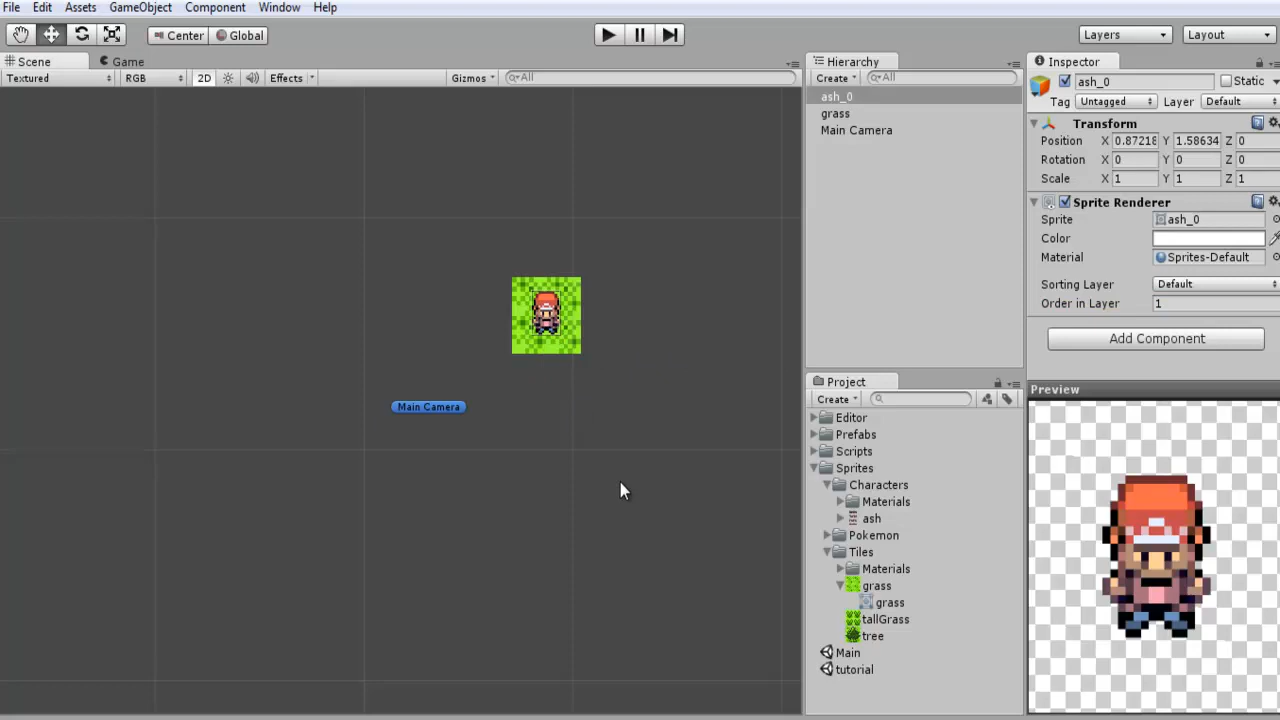 File Edit Assets GameObject Component Window Help
Center Global Layers Layout
Scene Game
Textured RGB 2D Effects Gizmos All
Hierarchy
Create All
ash_0
grass
Main Camera
Main Camera
Project
Create
Editor
Prefabs
Scripts
Sprites
Characters
Materials
ash
Pokemon
Tiles
Materials
grass
grass
tallGrass
tree
Main
tutorial
Inspector
ash_0 Static
Tag Untagged Layer Default
Transform
Position X 0.87218 Y 1.58634 Z 0
Rotation X 0 Y 0 Z 0
Scale X 1 Y 1 Z 1
Sprite Renderer
Sprite ash_0
Color
Material Sprites-Default
Sorting Layer Default
Order in Layer 1
Add Component
Preview